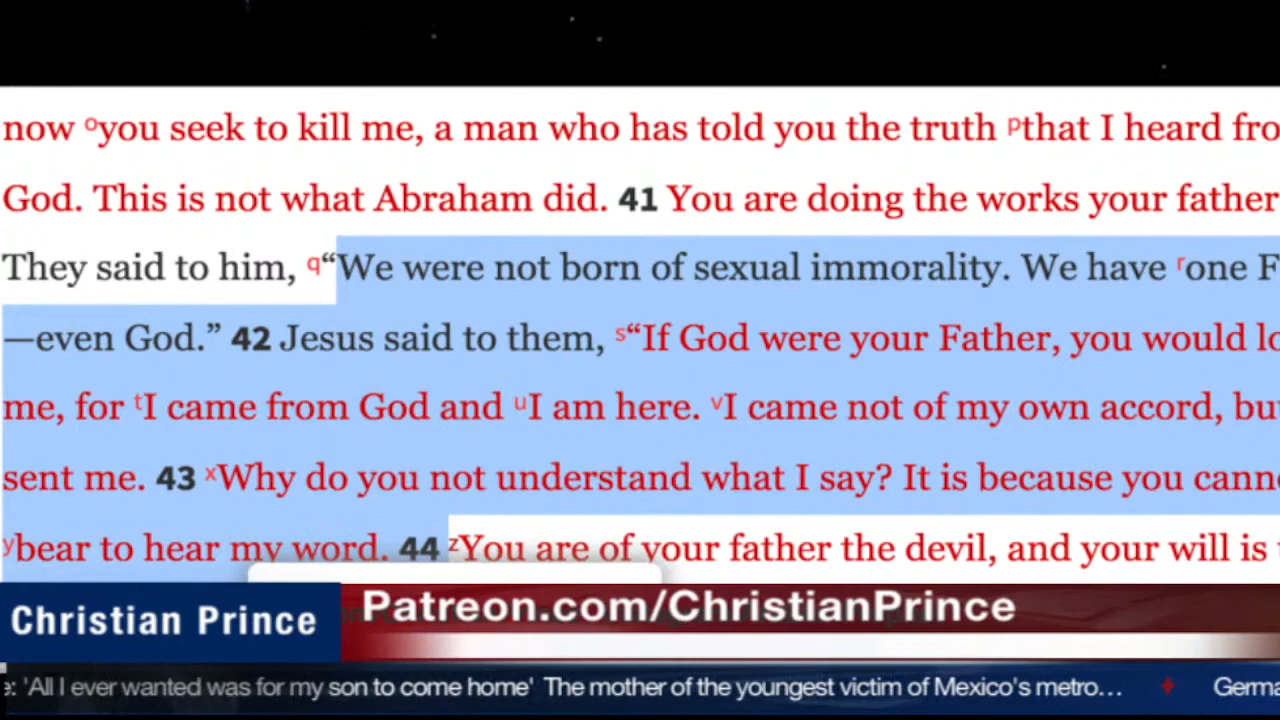 now ᵒyou seek to kill me, a man who has told you the truth ᵖthat I heard fro
God. This is not what Abraham did. 41 You are doing the works your father
They said to him, ᑫ“We were not born of sexual immorality. We have ʳone F
—even God.” 42 Jesus said to them, ˢ“If God were your Father, you would lo
me, for ᵗI came from God and ᵘI am here. ᵛI came not of my own accord, bu
sent me. 43 ˣWhy do you not understand what I say? It is because you cann
ʸbear to hear my word. 44 ᶻYou are of your father the devil, and your will is
Christian Prince
Patreon.com/ChristianPrince
e: 'All I ever wanted was for my son to come home' The mother of the youngest victim of Mexico's metro... Germa